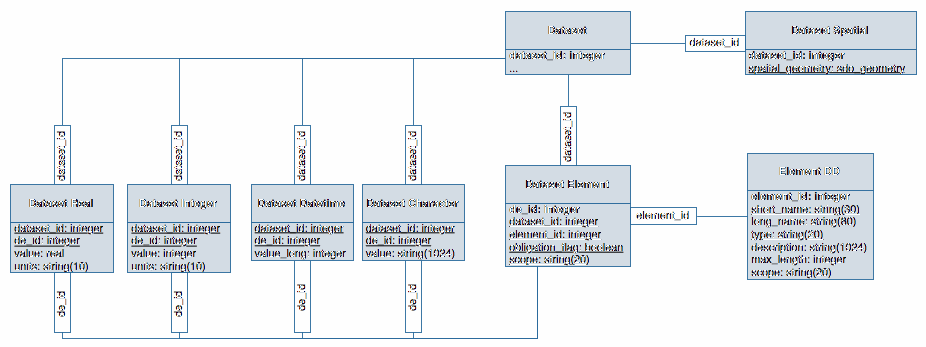 Dataset
dataset_id: integer
...
dataset_id
Dataset Spatial
dataset_id: integer
spatial_geometry: sdo_geometry
dataset_id
dataset_id
dataset_id
dataset_id
dataset_id
Dataset Real
dataset_id: integer
de_id: integer
value: real
units: string(10)
Dataset Integer
dataset_id: integer
de_id: integer
value: integer
units: string(10)
Dataset Datetime
dataset_id: integer
de_id: integer
value_long: integer
Dataset Character
dataset_id: integer
de_id: integer
value: string(1024)
Dataset Element
de_id: integer
dataset_id: integer
element_id: integer
obligation_flag: boolean
scope: string(20)
element_id
Element DD
element_id: integer
short_name: string(30)
long_name: string(80)
type: string(20)
description: string(1024)
max_length: integer
scope: string(20)
de_id
de_id
de_id
de_id